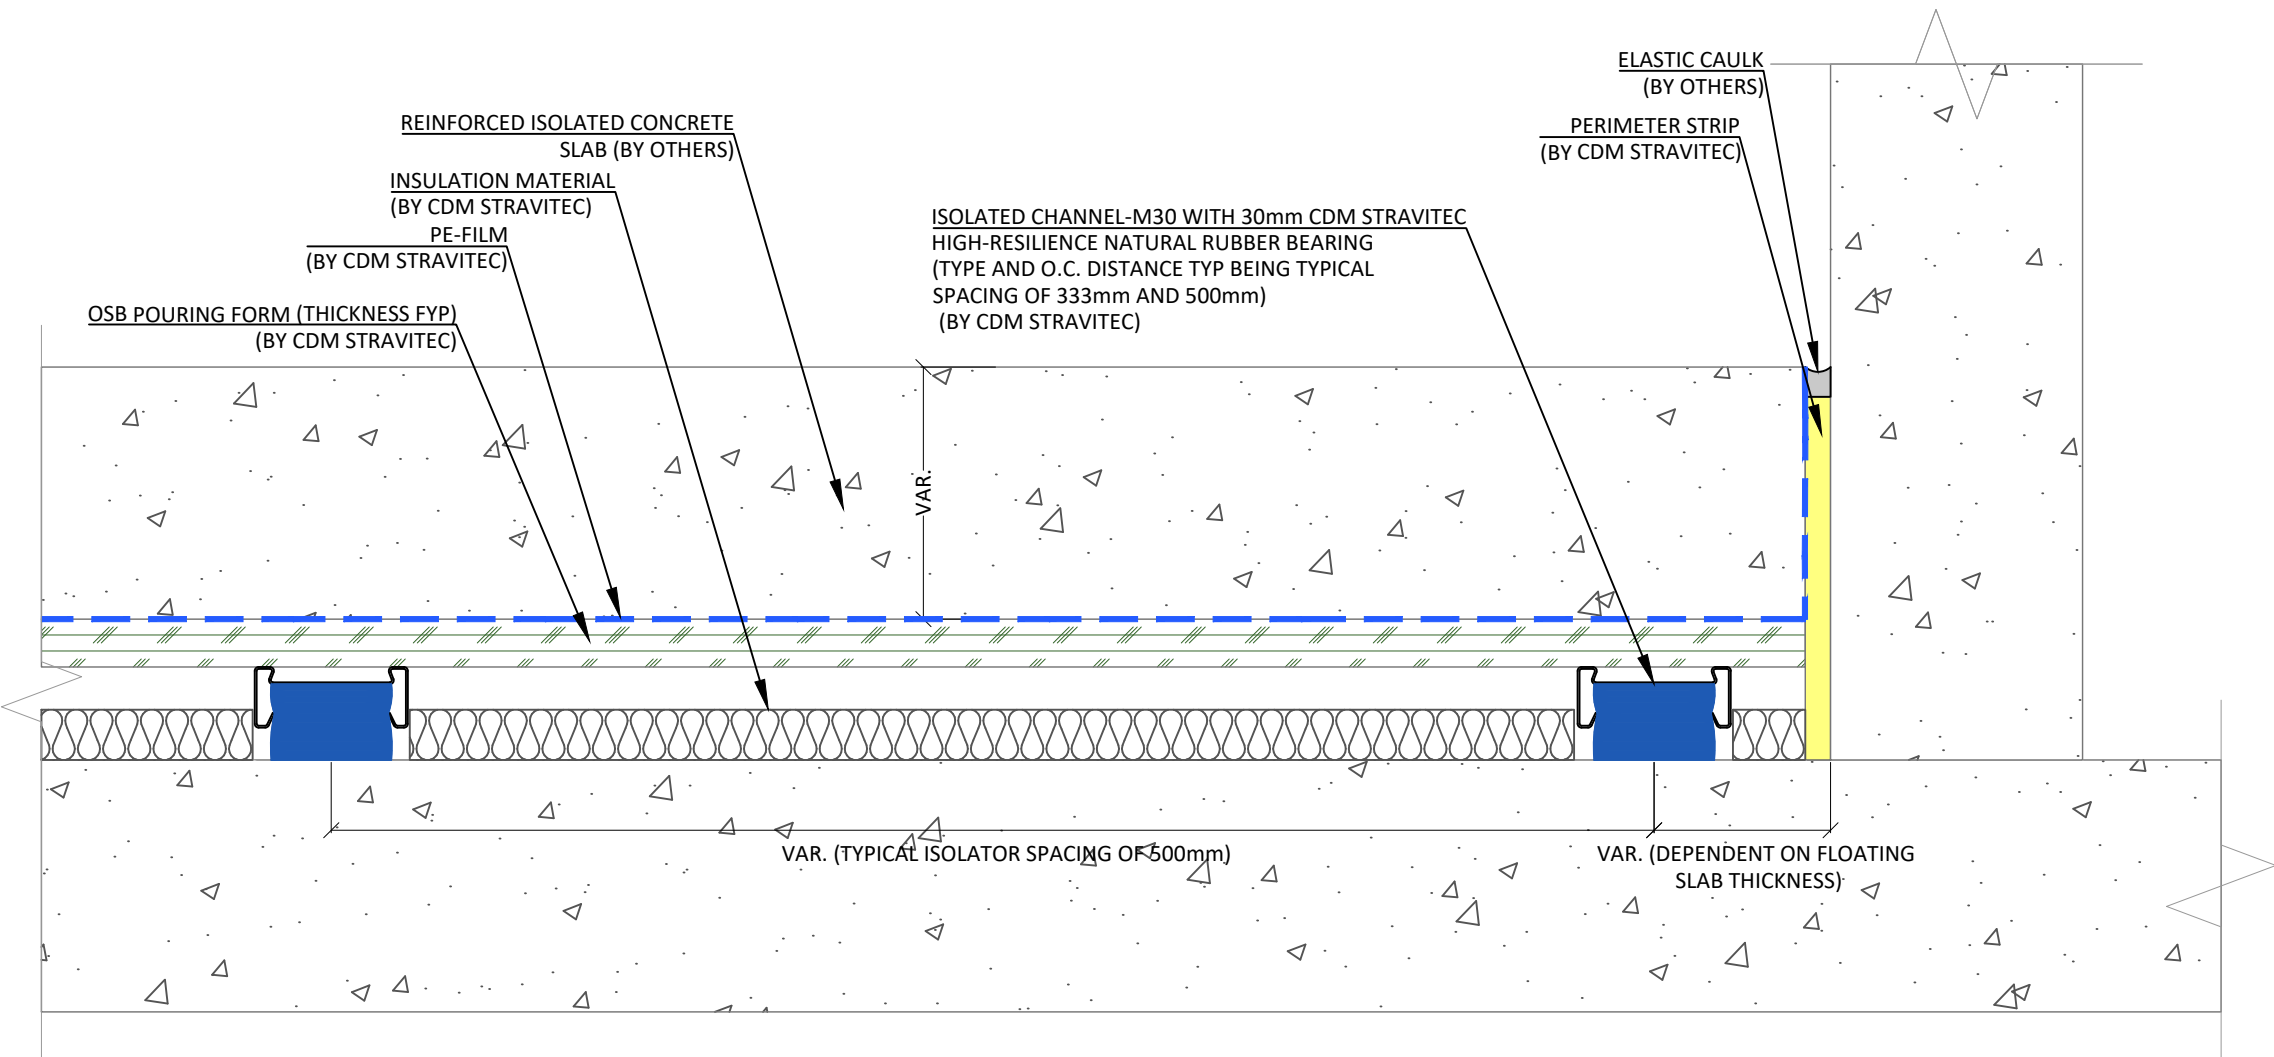 ELASTIC CAULK
(BY OTHERS)
PERIMETER STRIP
(BY CDM STRAVITEC)
REINFORCED ISOLATED CONCRETE
SLAB (BY OTHERS)
INSULATION MATERIAL
(BY CDM STRAVITEC)
PE-FILM
(BY CDM STRAVITEC)
OSB POURING FORM (THICKNESS FYP)
(BY CDM STRAVITEC)
ISOLATED CHANNEL-M30 WITH 30mm CDM STRAVITEC
HIGH-RESILIENCE NATURAL RUBBER BEARING
(TYPE AND O.C. DISTANCE TYP BEING TYPICAL
SPACING OF 333mm AND 500mm)
(BY CDM STRAVITEC)
VAR.
VAR. (TYPICAL ISOLATOR SPACING OF 500mm)
VAR. (DEPENDENT ON FLOATING
SLAB THICKNESS)